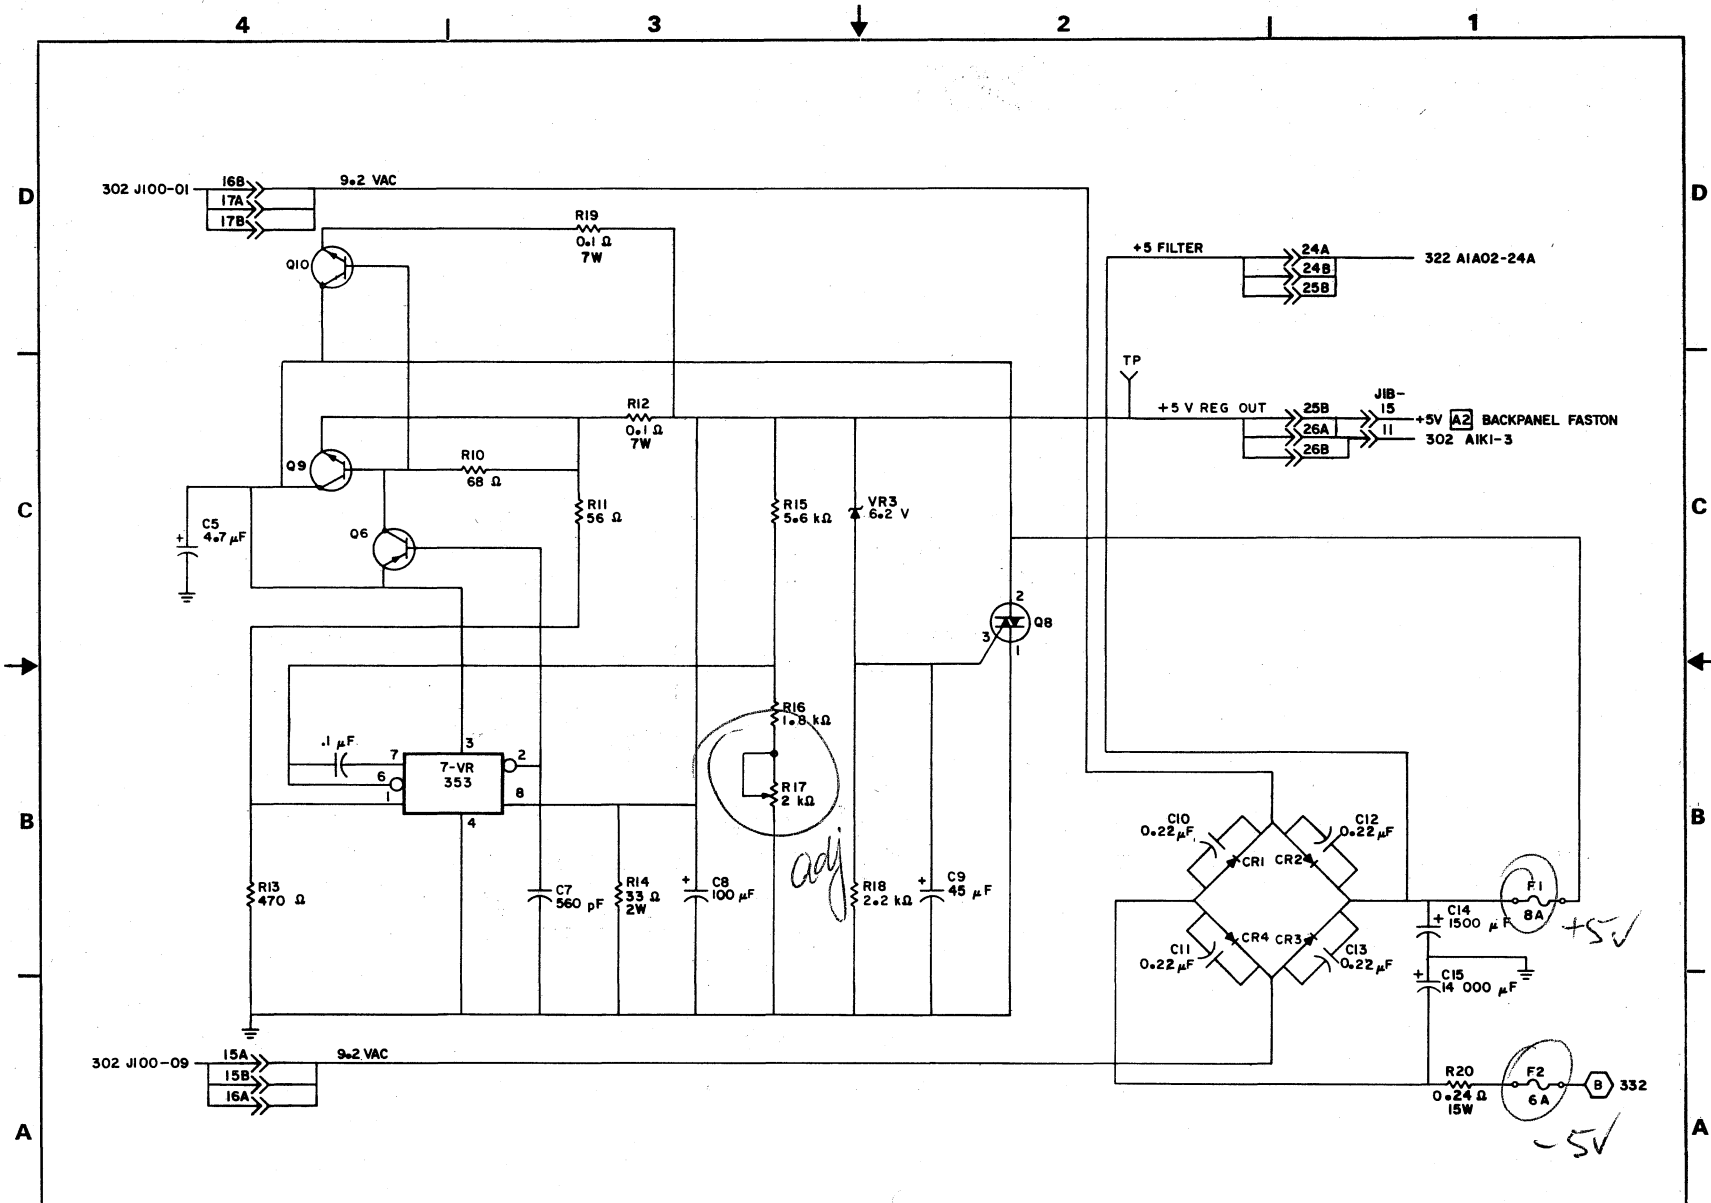 4 3 2 1
D
D
302 J100-01
16B
17A
17B
9.2 VAC
R19
0.1 Ω
7W
Q10
+5 FILTER
24A
24B
25B
322 A1A02-24A
TP
R12
0.1 Ω
7W
+5 V REG OUT
25B
26A
26B
J1B-
15
11
+5V A2 BACKPANEL FASTON
302 A1K1-3
Q9
R10
68 Ω
C
C
C5
4.7 μF
+
Q6
R11
56 Ω
R15
5.6 kΩ
VR3
6.2 V
2
3
1
Q8
R16
1.8 kΩ
.1 μF
7
6
1
3
2
8
4
7-VR
353
R17
2 kΩ
adj
B
B
C10
0.22 μF
C12
0.22 μF
CR1
CR2
CR4
CR3
C11
0.22 μF
C13
0.22 μF
R13
470 Ω
C7
560 pF
R14
33 Ω
2W
+
C8
100 μF
R18
2.2 kΩ
+
C9
45 μF
+
C14
1500 μF
F1
8A
+5V
+
C15
14 000 μF
302 J100-09
15A
15B
16A
9.2 VAC
R20
0.24 Ω
15W
F2
6A
B
332
-5V
A
A